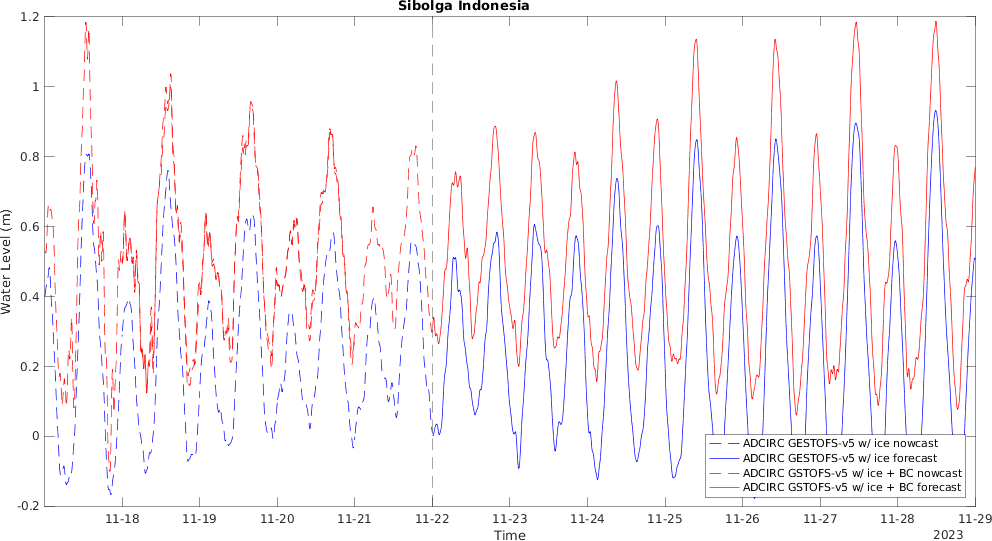 Sibolga Indonesia
Water Level (m)
1.2
1
0.8
0.6
0.4
0.2
0
-0.2
ADCIRC GESTOFS-v5 w/ ice nowcast
ADCIRC GESTOFS-v5 w/ ice forecast
ADCIRC GSTOFS-v5 w/ ice + BC nowcast
ADCIRC GSTOFS-v5 w/ ice + BC forecast
11-18 11-19 11-20 11-21 11-22 11-23 11-24 11-25 11-26 11-27 11-28 11-29
Time
2023